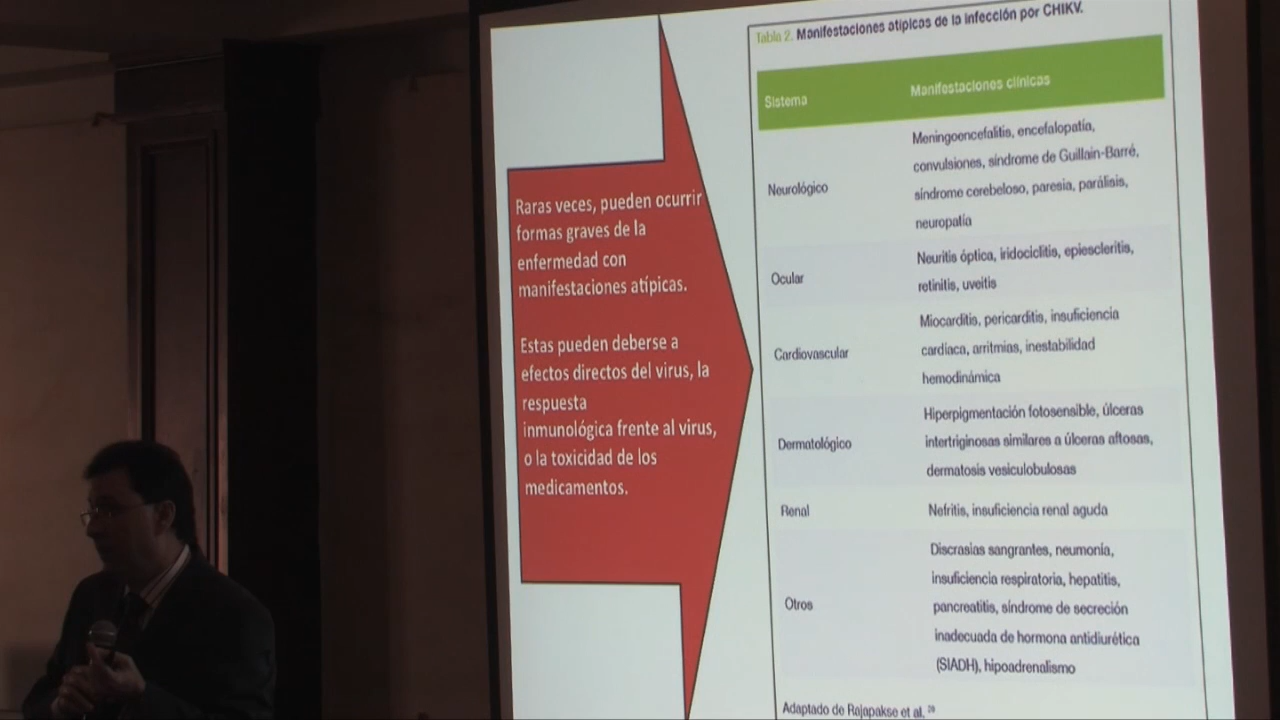 Raras veces, pueden ocurrir
formas graves de la
enfermedad con
manifestaciones atípicas.
Estas pueden deberse a
efectos directos del virus, la
respuesta
inmunológica frente al virus,
o la toxicidad de los
medicamentos.
Tabla 2. Manifestaciones atípicas de la infección por CHIKV.
Sistema Manifestaciones clínicas
Neurológico
Meningoencefalitis, encefalopatía,
convulsiones, síndrome de Guillain-Barré,
síndrome cerebeloso, paresia, parálisis,
neuropatía
Ocular
Neuritis óptica, iridociclitis, epiescleritis,
retinitis, uveitis
Cardiovascular
Miocarditis, pericarditis, insuficiencia
cardíaca, arritmias, inestabilidad
hemodinámica
Dermatológico
Hiperpigmentación fotosensible, úlceras
intertriginosas similares a úlceras aftosas,
dermatosis vesiculobulosas
Renal
Nefritis, insuficiencia renal aguda
Otros
Discrasias sangrantes, neumonía,
insuficiencia respiratoria, hepatitis,
pancreatitis, síndrome de secreción
inadecuada de hormona antidiurética
(SIADH), hipoadrenalismo
Adaptado de Rajapakse et al.